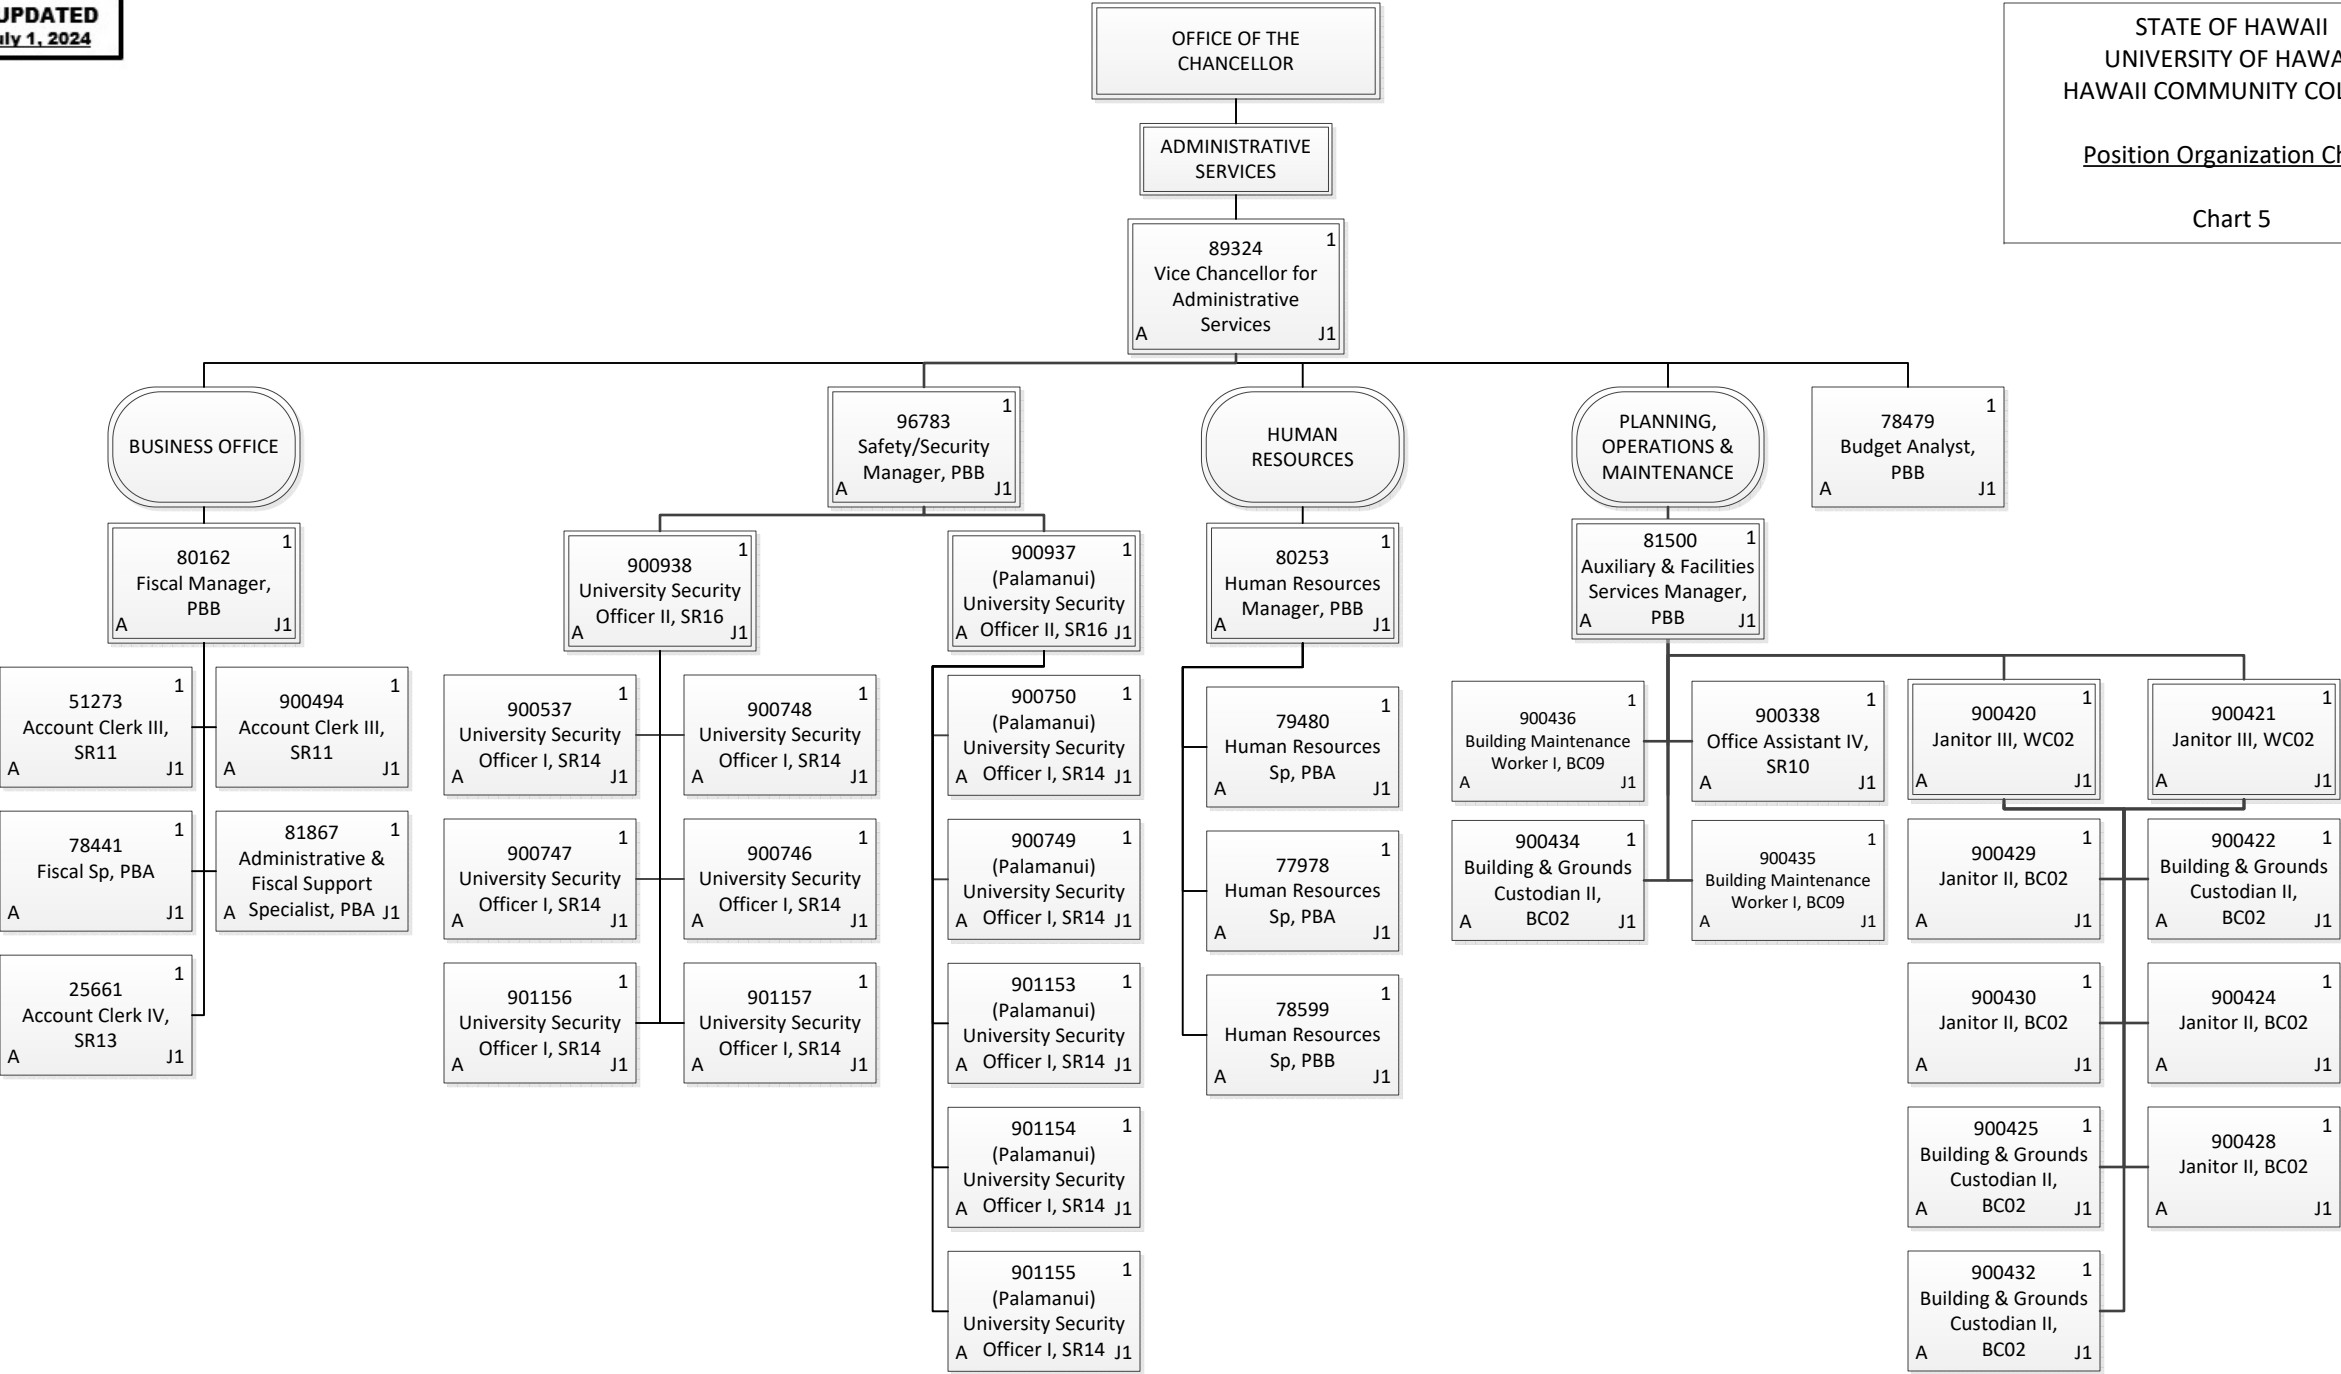 UPDATED
July 1, 2024
STATE OF HAWAII
UNIVERSITY OF
HAWAII COMMUNITY
Position Organization
Chart 5
OFFICE OF THE
CHANCELLOR
ADMINISTRATIVE
SERVICES
89324 1
Vice Chancellor for
Administrative
Services
A J1
BUSINESS OFFICE
80162 1
Fiscal Manager,
PBB
A J1
51273 1
Account Clerk III,
SR11
A J1
900494 1
Account Clerk III,
SR11
A J1
78441 1
Fiscal Sp, PBA
A J1
81867 1
Administrative &
Fiscal Support
Specialist, PBA
A J1
25661 1
Account Clerk IV,
SR13
A J1
96783 1
Safety/Security
Manager, PBB
A J1
900938 1
University Security
Officer II, SR16
A J1
900537 1
University Security
Officer I, SR14
A J1
900748 1
University Security
Officer I, SR14
A J1
900747 1
University Security
Officer I, SR14
A J1
900746 1
University Security
Officer I, SR14
A J1
901156 1
University Security
Officer I, SR14
A J1
901157 1
University Security
Officer I, SR14
A J1
900937 1
(Palamanui)
University Security
A Officer II, SR16 J1
900750 1
(Palamanui)
University Security
A Officer I, SR14 J1
900749 1
(Palamanui)
University Security
A Officer I, SR14 J1
901153 1
(Palamanui)
University Security
A Officer I, SR14 J1
901154 1
(Palamanui)
University Security
A Officer I, SR14 J1
901155 1
(Palamanui)
University Security
A Officer I, SR14 J1
HUMAN
RESOURCES
80253 1
Human Resources
Manager, PBB
A J1
79480 1
Human Resources
Sp, PBA
A J1
77978 1
Human Resources
Sp, PBA
A J1
78599 1
Human Resources
Sp, PBB
A J1
PLANNING,
OPERATIONS &
MAINTENANCE
81500 1
Auxiliary & Facilities
Services Manager,
A PBB J1
900436 1
Building Maintenance
Worker I, BC09
A J1
900338 1
Office Assistant IV,
SR10
A J1
900434 1
Building & Grounds
Custodian II,
A BC02 J1
900435 1
Building Maintenance
Worker I, BC09
A J1
900420 1
Janitor III, WC02
A J1
900421 1
Janitor III, WC02
A J1
900429 1
Janitor II, BC02
A J1
900422 1
Building & Grounds
Custodian II,
A BC02 J1
900430 1
Janitor II, BC02
A J1
900424 1
Janitor II, BC02
A J1
900425 1
Building & Grounds
Custodian II,
A BC02 J1
900428 1
Janitor II, BC02
A J1
900432 1
Building & Grounds
Custodian II,
A BC02 J1
78479 1
Budget Analyst,
PBB
A J1